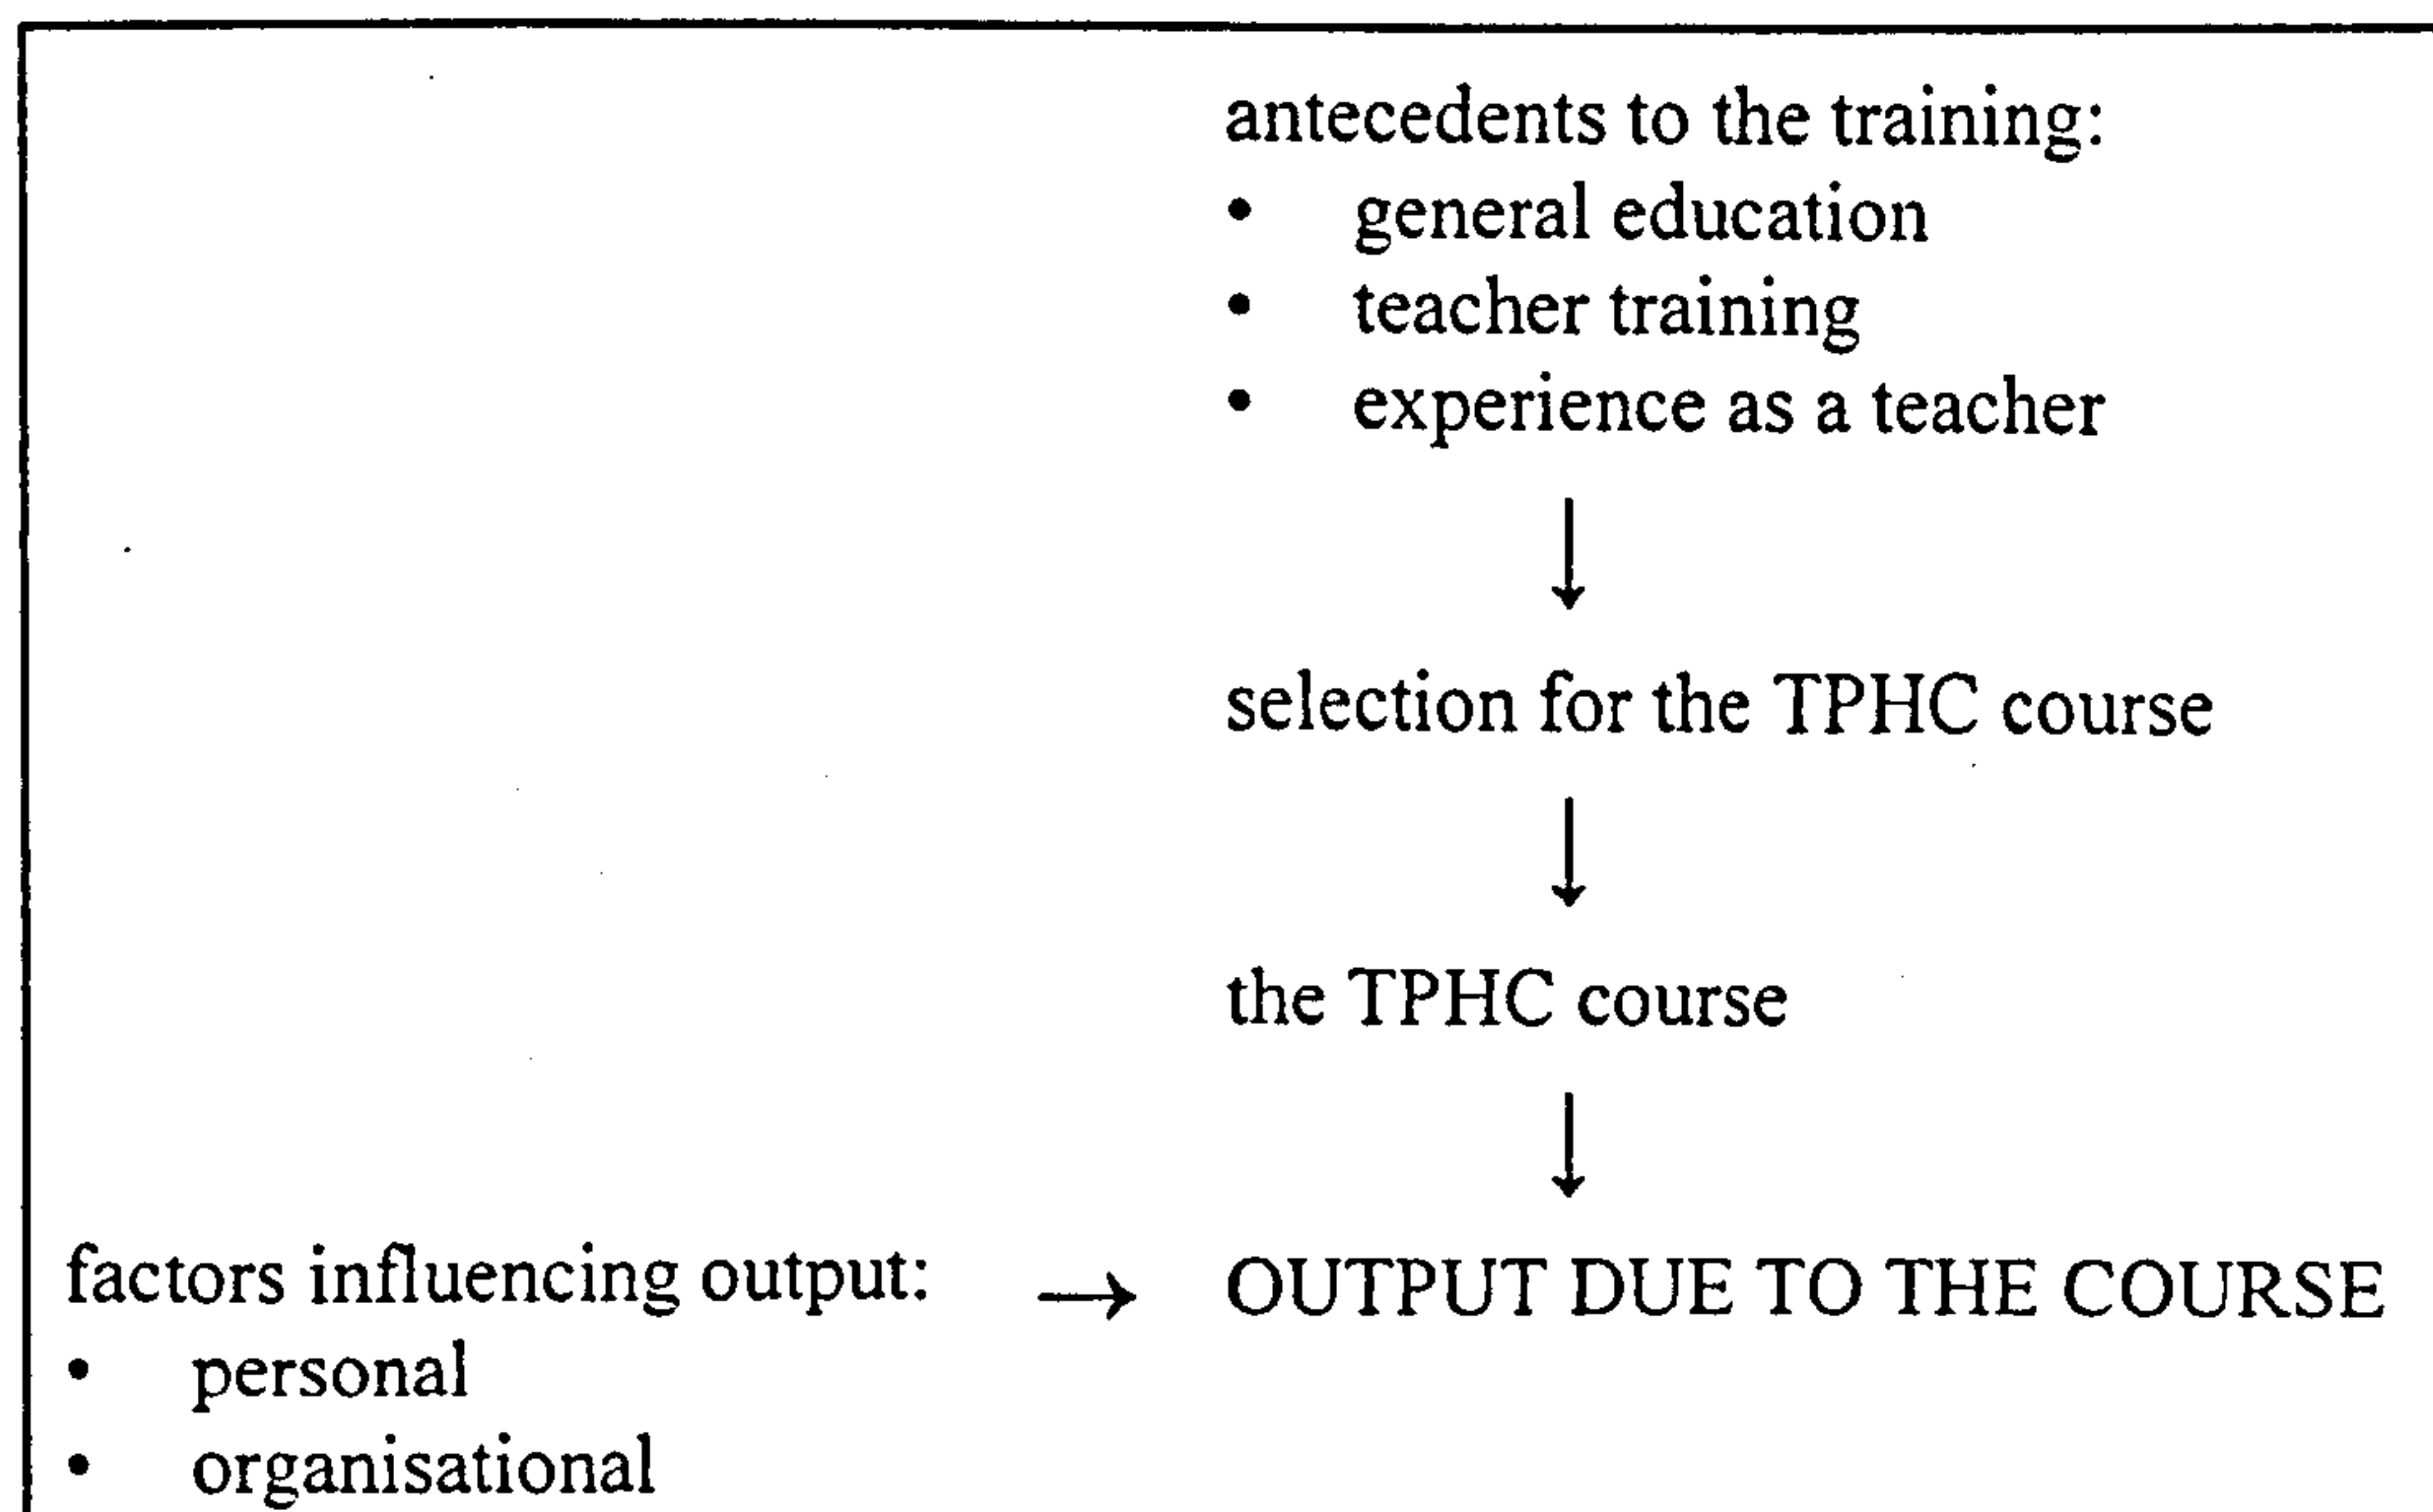 antecedents to the training:
• general education
• teacher training
• experience as a teacher
↓
selection for the TPHC course
↓
the TPHC course
↓
factors influencing output: → OUTPUT DUE TO THE COURSE
• personal
• organisational